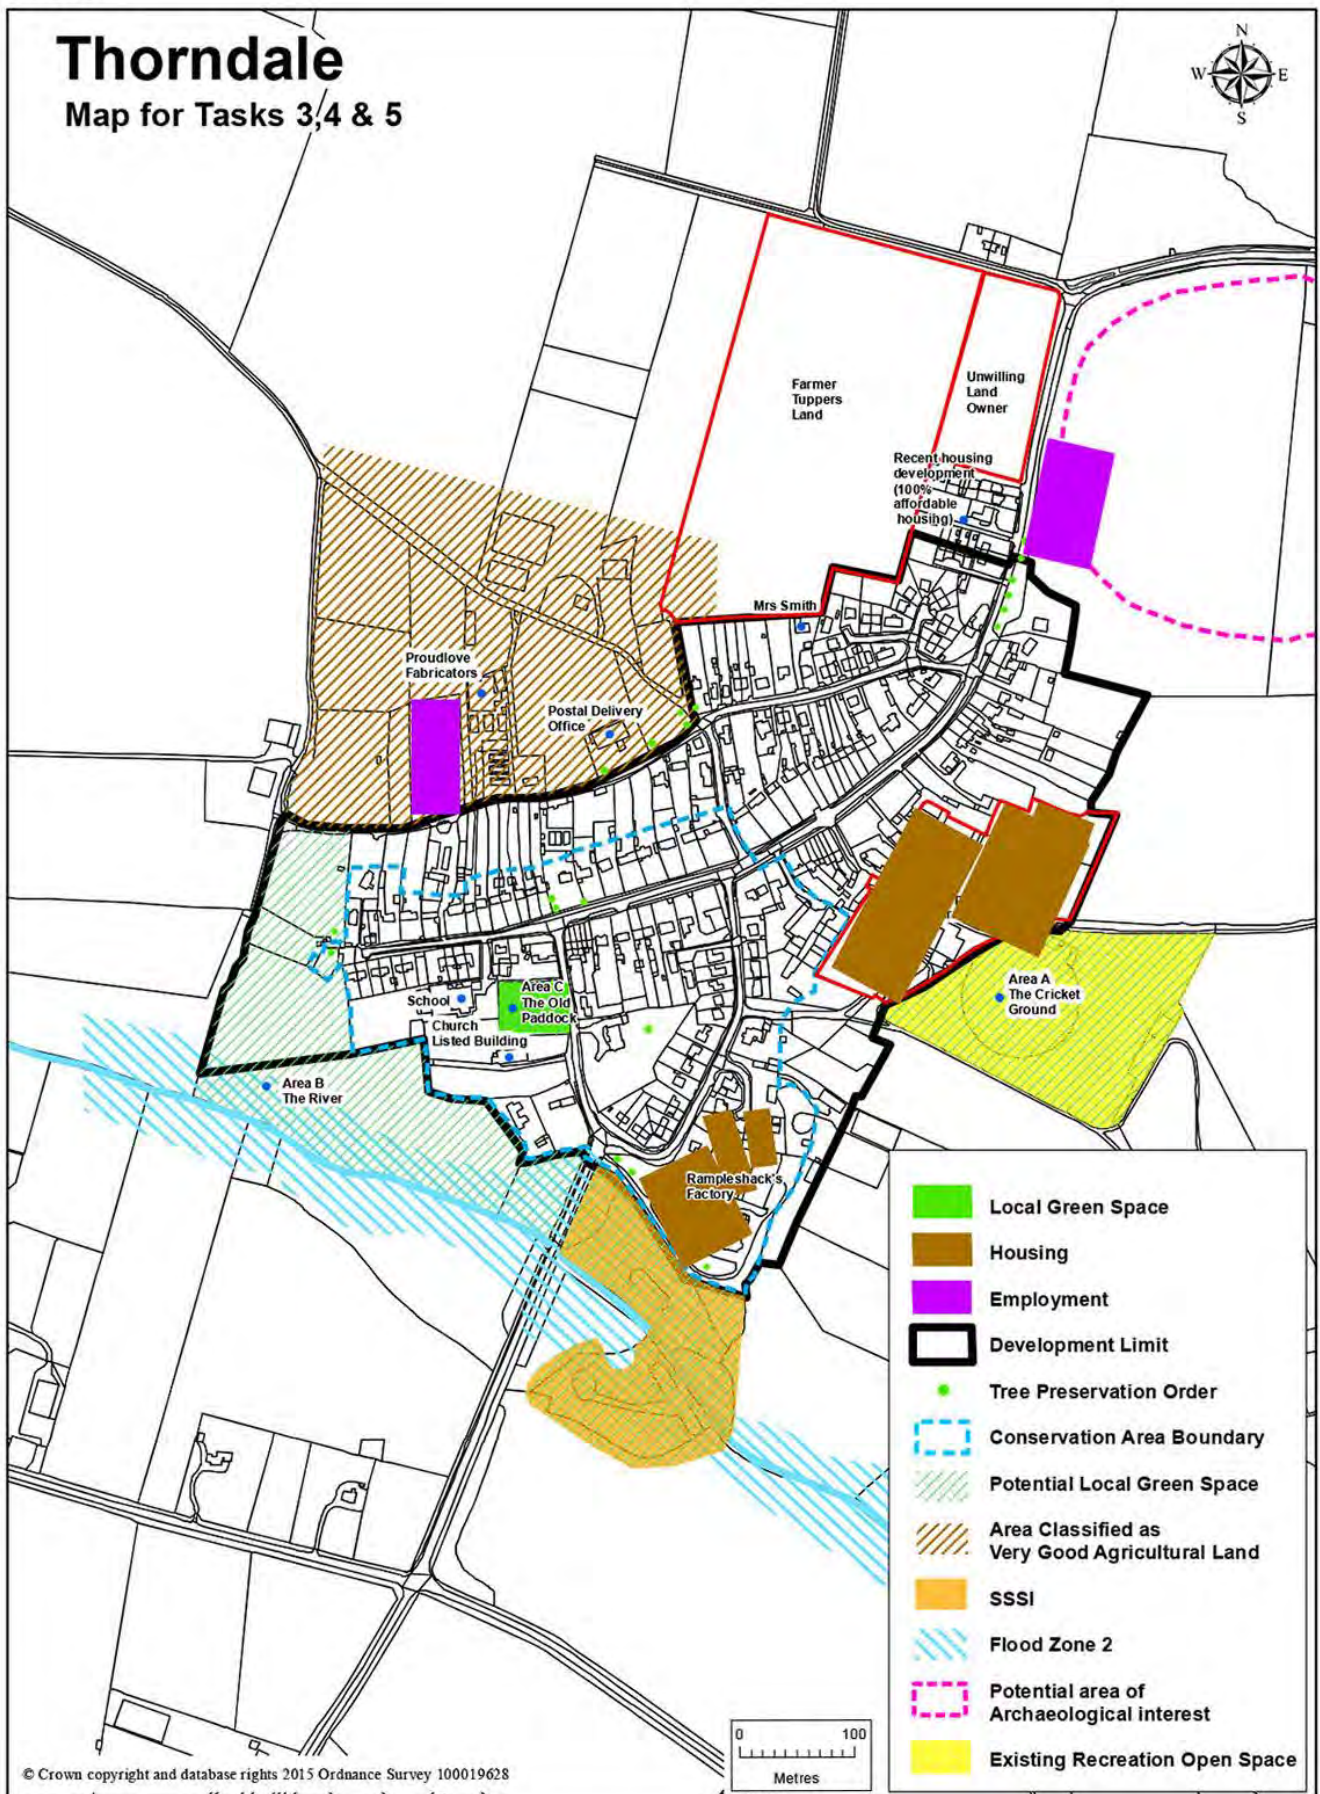 Thorndale
Map for Tasks 3,4 & 5
N
W
E
S
Farmer
Tuppers
Land
Unwilling
Land
Owner
Recent housing
development
(100%
affordable
housing)
Mrs Smith
Proudlove
Fabricators
Postal Delivery
Office
School
Area C
The Old
Paddock
Church
Listed Building
Area A
The Cricket
Ground
Area B
The River
Rampleshack's
Factory
Local Green Space
Housing
Employment
Development Limit
Tree Preservation Order
Conservation Area Boundary
Potential Local Green Space
Area Classified as
Very Good Agricultural Land
SSSI
Flood Zone 2
Potential area of
Archaeological interest
Existing Recreation Open Space
0 100
Metres
© Crown copyright and database rights 2015 Ordnance Survey 100019628